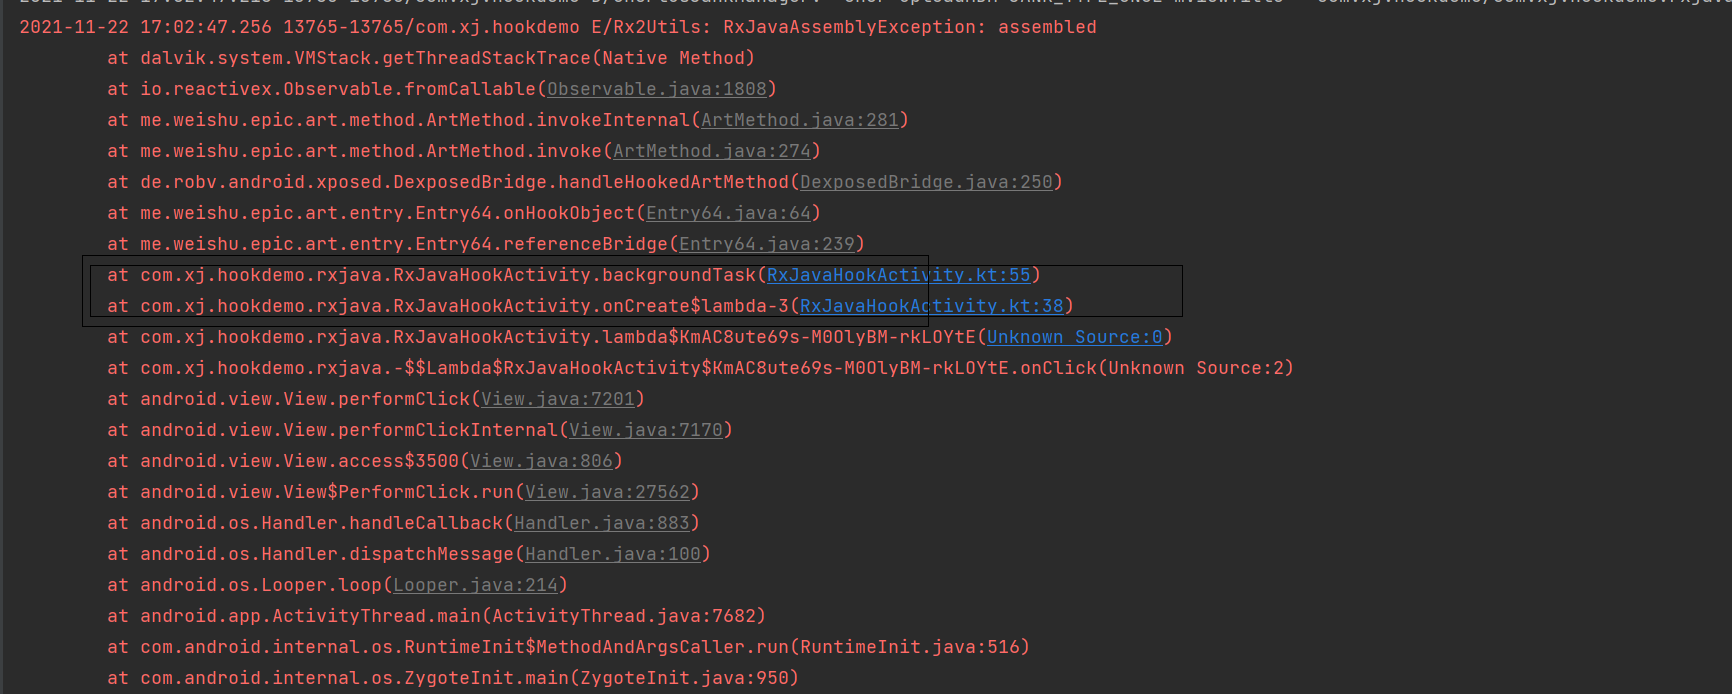 2021-11-22 17:02:47.256 13765-13765/com.xj.hookdemo E/Rx2Utils: RxJavaAssemblyException: assembled
at dalvik.system.VMStack.getThreadStackTrace(Native Method)
at io.reactivex.Observable.fromCallable(Observable.java:1808)
at me.weishu.epic.art.method.ArtMethod.invokeInternal(ArtMethod.java:281)
at me.weishu.epic.art.method.ArtMethod.invoke(ArtMethod.java:274)
at de.robv.android.xposed.DexposedBridge.handleHookedArtMethod(DexposedBridge.java:250)
at me.weishu.epic.art.entry.Entry64.onHookObject(Entry64.java:64)
at me.weishu.epic.art.entry.Entry64.referenceBridge(Entry64.java:239)
at com.xj.hookdemo.rxjava.RxJavaHookActivity.backgroundTask(RxJavaHookActivity.kt:55)
at com.xj.hookdemo.rxjava.RxJavaHookActivity.onCreate$lambda-3(RxJavaHookActivity.kt:38)
at com.xj.hookdemo.rxjava.RxJavaHookActivity.lambda$KmAC8ute69s-M0OlyBM-rkLOYtE(Unknown Source:0)
at com.xj.hookdemo.rxjava.-$$Lambda$RxJavaHookActivity$KmAC8ute69s-M0OlyBM-rkLOYtE.onClick(Unknown Source:2)
at android.view.View.performClick(View.java:7201)
at android.view.View.performClickInternal(View.java:7170)
at android.view.View.access$3500(View.java:806)
at android.view.View$PerformClick.run(View.java:27562)
at android.os.Handler.handleCallback(Handler.java:883)
at android.os.Handler.dispatchMessage(Handler.java:100)
at android.os.Looper.loop(Looper.java:214)
at android.app.ActivityThread.main(ActivityThread.java:7682)
at com.android.internal.os.RuntimeInit$MethodAndArgsCaller.run(RuntimeInit.java:516)
at com.android.internal.os.ZygoteInit.main(ZygoteInit.java:950)